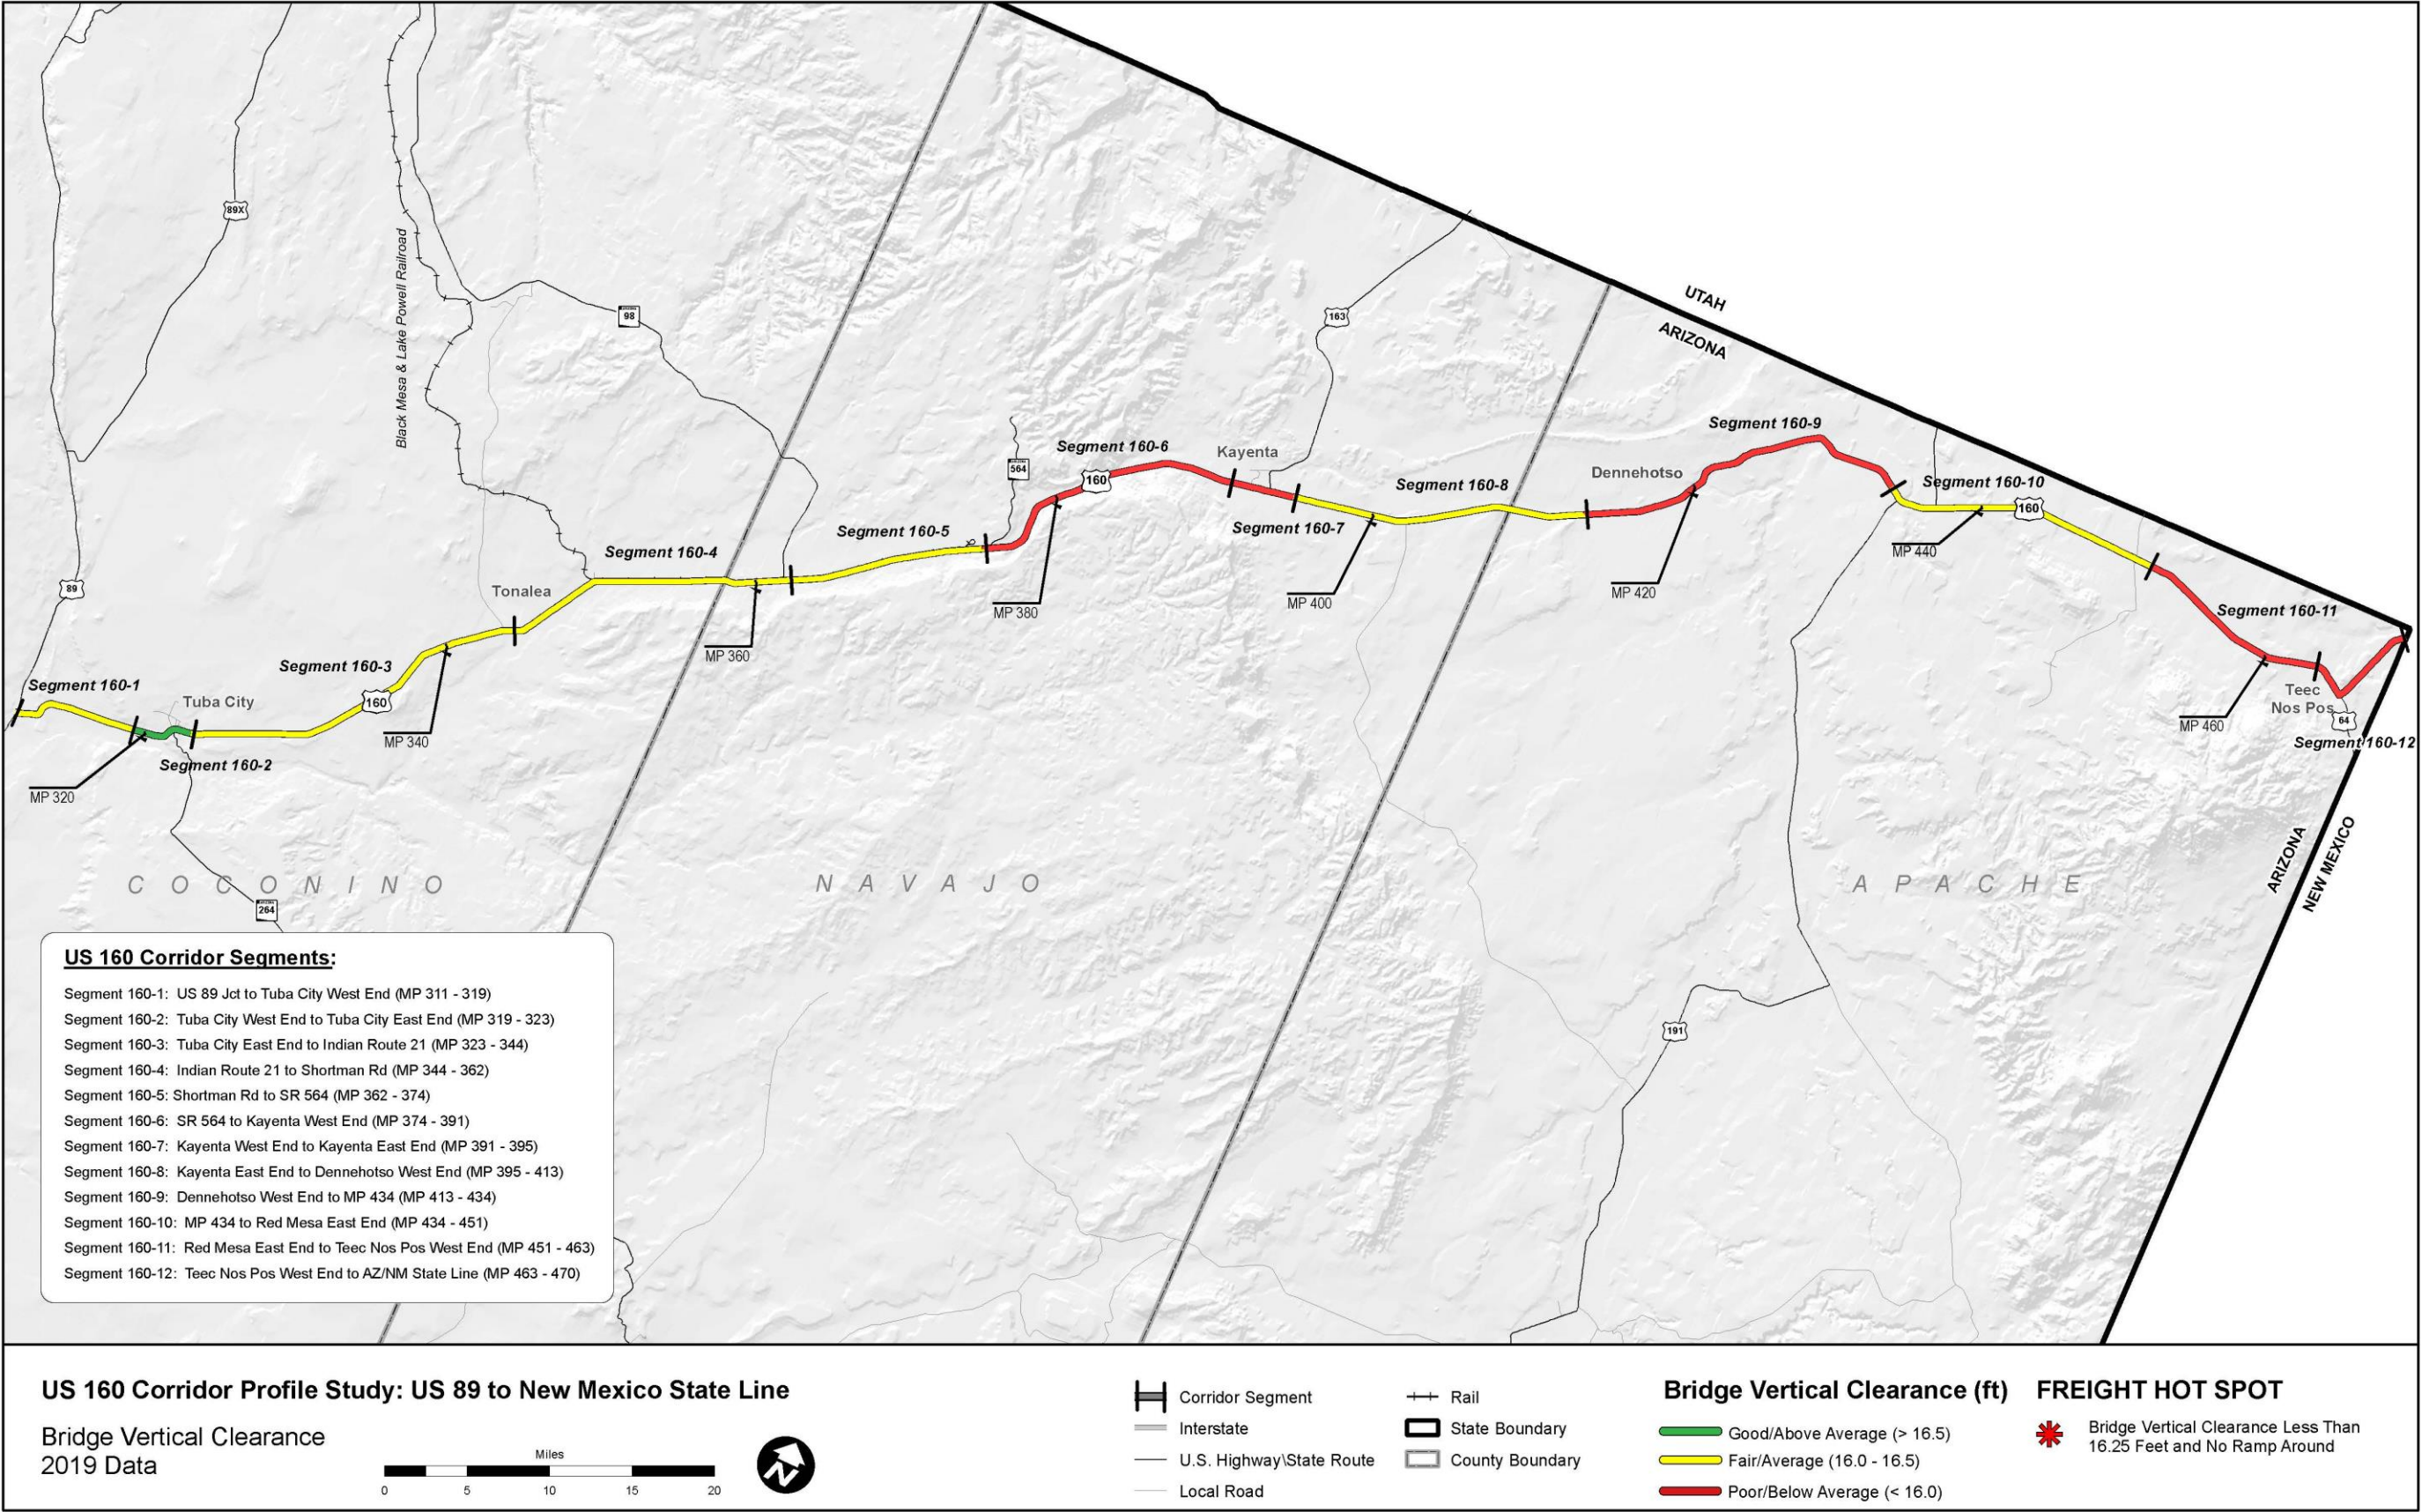 UTAH
ARIZONA
89X
Black Mesa & Lake Powell Railroad
98
163
Segment 160-9
Segment 160-6
Kayenta
564
160
Dennehotso
Segment 160-8
Segment 160-10
160
Segment 160-7
Segment 160-5
Segment 160-4
MP 440
89
Tonalea
MP 380
MP 400
MP 420
Segment 160-11
MP 360
Segment 160-3
Segment 160-1
Tuba City
160
Teec
Nos Pos
64
MP 460
MP 340
Segment 160-12
Segment 160-2
MP 320
ARIZONA
NEW MEXICO
COCONINO
NAVAJO
APACHE
264
191
US 160 Corridor Segments:
Segment 160-1: US 89 Jct to Tuba City West End (MP 311 - 319)
Segment 160-2: Tuba City West End to Tuba City East End (MP 319 - 323)
Segment 160-3: Tuba City East End to Indian Route 21 (MP 323 - 344)
Segment 160-4: Indian Route 21 to Shortman Rd (MP 344 - 362)
Segment 160-5: Shortman Rd to SR 564 (MP 362 - 374)
Segment 160-6: SR 564 to Kayenta West End (MP 374 - 391)
Segment 160-7: Kayenta West End to Kayenta East End (MP 391 - 395)
Segment 160-8: Kayenta East End to Dennehotso West End (MP 395 - 413)
Segment 160-9: Dennehotso West End to MP 434 (MP 413 - 434)
Segment 160-10: MP 434 to Red Mesa East End (MP 434 - 451)
Segment 160-11: Red Mesa East End to Teec Nos Pos West End (MP 451 - 463)
Segment 160-12: Teec Nos Pos West End to AZ/NM State Line (MP 463 - 470)
US 160 Corridor Profile Study: US 89 to New Mexico State Line
Bridge Vertical Clearance
2019 Data
Miles
0 5 10 15 20
N
Corridor Segment
Interstate
U.S. Highway\State Route
Local Road
Rail
State Boundary
County Boundary
Bridge Vertical Clearance (ft)
Good/Above Average (> 16.5)
Fair/Average (16.0 - 16.5)
Poor/Below Average (< 16.0)
FREIGHT HOT SPOT
Bridge Vertical Clearance Less Than
16.25 Feet and No Ramp Around